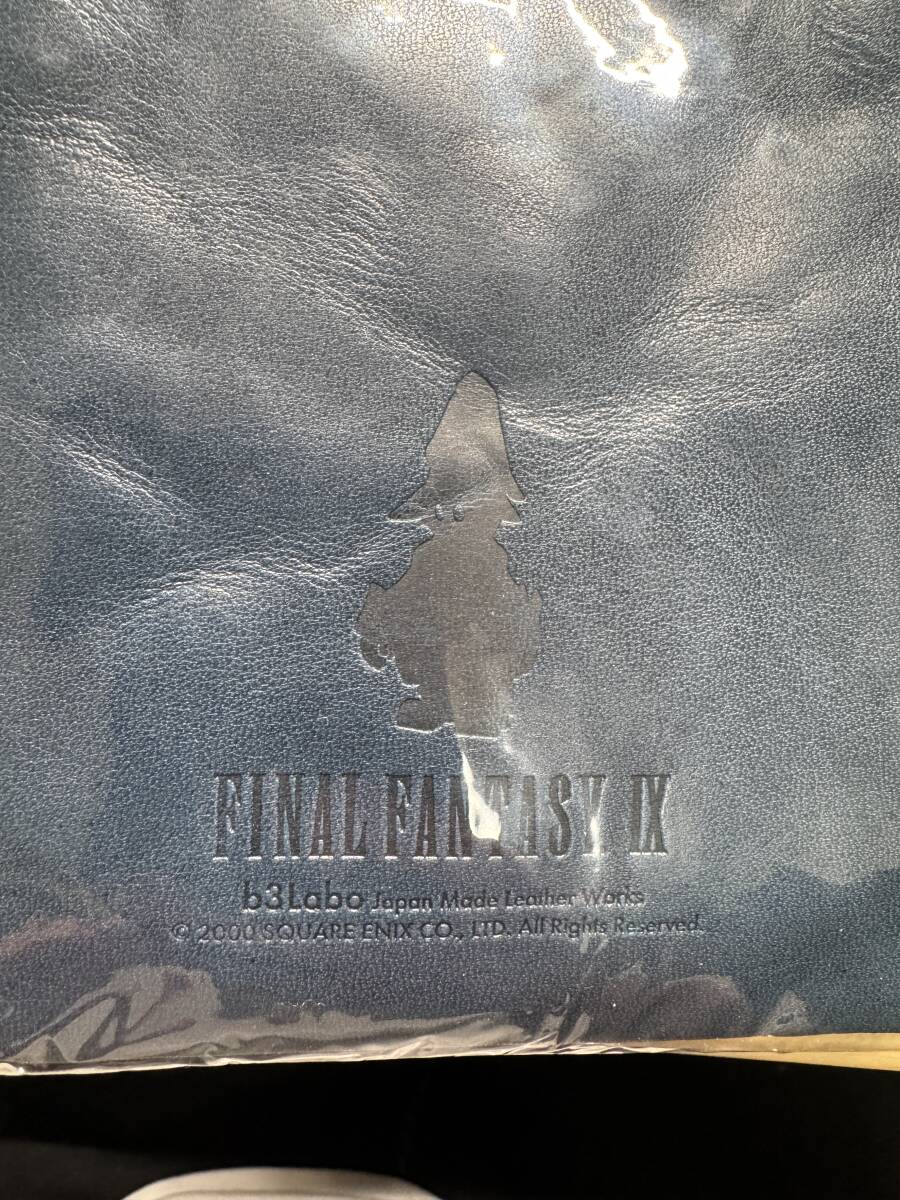 FINAL FANTASY IX
b3Labo Japan Made Leather Works
© 2000 SQUARE ENIX CO., LTD. All Rights Reserved.